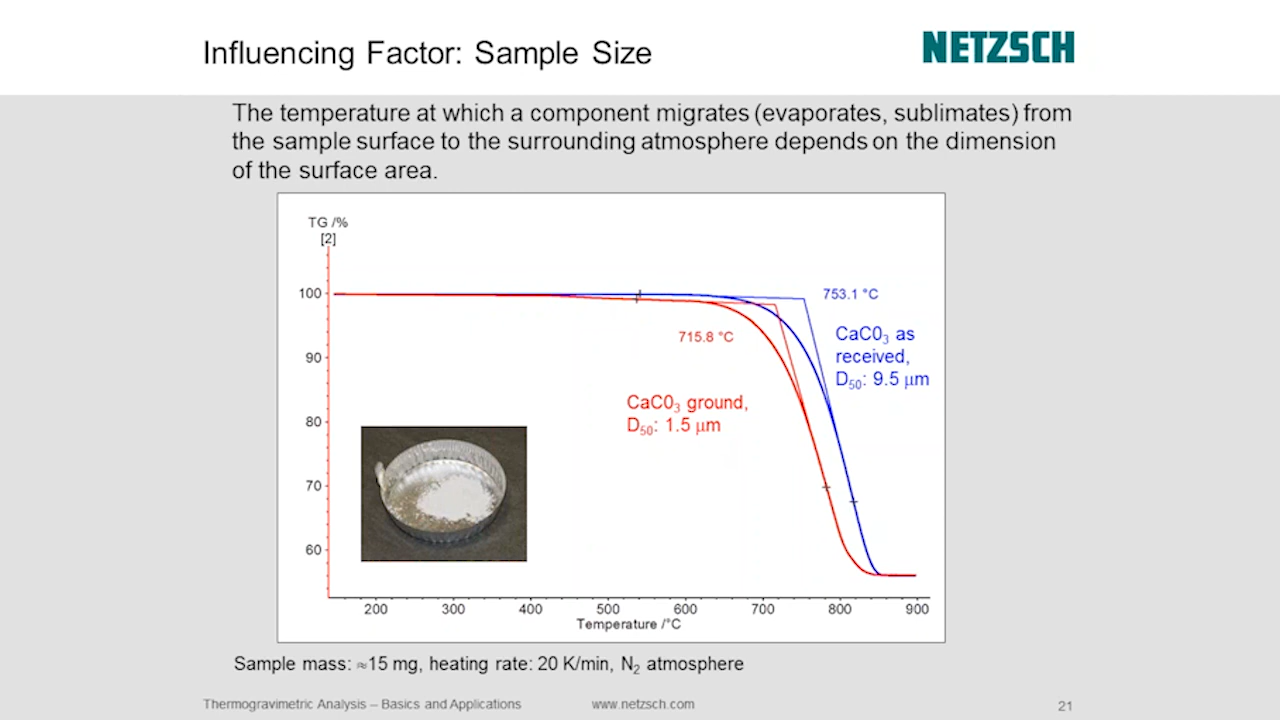 Influencing Factor: Sample Size
NETZSCH
The temperature at which a component migrates (evaporates, sublimates) from
the sample surface to the surrounding atmosphere depends on the dimension
of the surface area.
TG /%
[2]
100
90
80
70
60
753.1 °C
715.8 °C
CaC0₃ as
received,
D₅₀: 9.5 µm
CaC0₃ ground,
D₅₀: 1.5 µm
200 300 400 500 600 700 800 900
Temperature /°C
Sample mass: ≈15 mg, heating rate: 20 K/min, N₂ atmosphere
Thermogravimetric Analysis – Basics and Applications www.netzsch.com 21